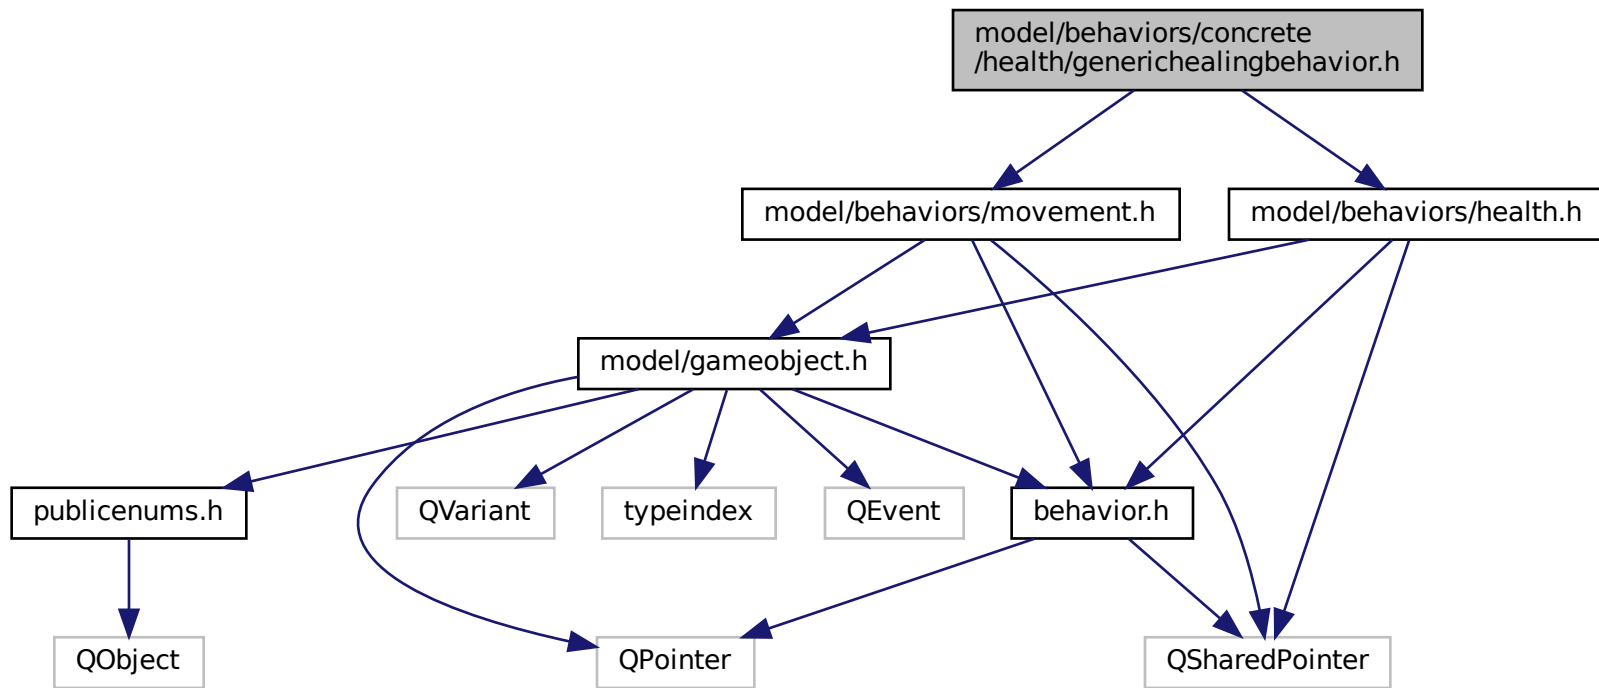 model/behaviors/concrete
/health/generichealingbehavior.h
model/behaviors/movement.h
model/behaviors/health.h
model/gameobject.h
publicenums.h
QVariant
typeindex
QEvent
behavior.h
QObject
QPointer
QSharedPointer